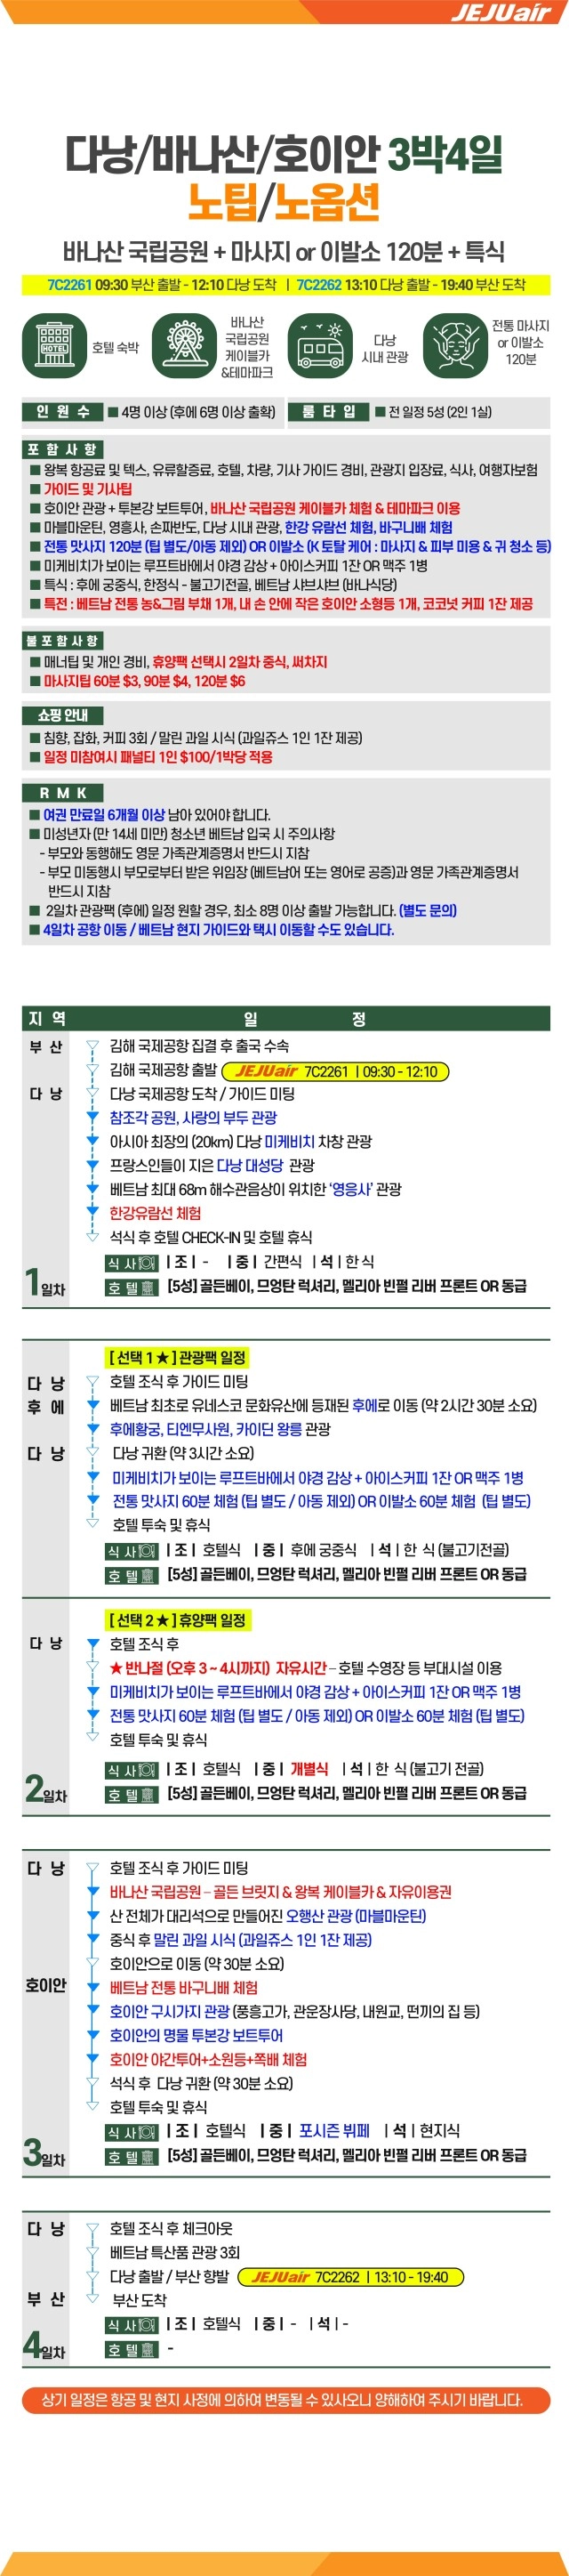 JEJUair
다낭/바나산/호이안 3박4일
노팁/노옵션
바나산 국립공원 + 마사지 or 이발소 120분 + 특식
7C2261 09:30 부산 출발 - 12:10 다낭 도착 | 7C2262 13:10 다낭 출발 - 19:40 부산 도착
HOTEL
호텔 숙박
바나산
국립공원
케이블카
&테마파크
다낭
시내 관광
전통 마사지
or 이발소
120분
인 원 수 ■ 4명 이상 (후에 6명 이상 출확)
룸 타 입 ■ 전 일정 5성 (2인 1실)
포 함 사 항
■ 왕복 항공료 및 텍스, 유류할증료, 호텔, 차량, 기사 가이드 경비, 관광지 입장료, 식사, 여행자보험
■ 가이드 및 기사팁
■ 호이안 관광 + 투본강 보트투어, 바나산 국립공원 케이블카 체험 & 테마파크 이용
■ 마블마운틴, 영흥사, 손짜반도, 다낭 시내 관광, 한강 유람선 체험, 바구니배 체험
■ 전통 맛사지 120분 (팁 별도/아동 제외) OR 이발소 (K 토탈 케어 : 마사지 & 피부 미용 & 귀 청소 등)
■ 미케비치가 보이는 루프트바에서 야경 감상 + 아이스커피 1잔 OR 맥주 1병
■ 특식 : 후에 궁중식, 한정식 - 불고기전골, 베트남 샤브샤브 (바나식당)
■ 특전 : 베트남 전통 농&그림 부채 1개, 내 손 안에 작은 호이안 소형등 1개, 코코넛 커피 1잔 제공
불 포 함 사 항
■ 매너팁 및 개인 경비, 휴양팩 선택시 2일차 중식, 써차지
■ 마사지팁 60분 $3, 90분 $4, 120분 $6
쇼핑 안내
■ 침향, 잡화, 커피 3회 / 말린 과일 시식 (과일쥬스 1인 1잔 제공)
■ 일정 미참여시 패널티 1인 $100/1박당 적용
R M K
■ 여권 만료일 6개월 이상 남아 있어야 합니다.
■ 미성년자 (만 14세 미만) 청소년 베트남 입국 시 주의사항
- 부모와 동행해도 영문 가족관계증명서 반드시 지참
- 부모 미동행시 부모로부터 받은 위임장 (베트남어 또는 영어로 공증)과 영문 가족관계증명서
반드시 지참
■ 2일차 관광팩 (후에) 일정 원할 경우, 최소 8명 이상 출발 가능합니다. (별도 문의)
■ 4일차 공항 이동 / 베트남 현지 가이드와 택시 이동할 수도 있습니다.
지 역 일 정
부 산 김해 국제공항 집결 후 출국 수속
김해 국제공항 출발 JEJUair 7C2261 | 09:30 - 12:10
다 낭 다낭 국제공항 도착 / 가이드 미팅
참조각 공원, 사랑의 부두 관광
아시아 최장의 (20km) 다낭 미케비치 차창 관광
프랑스인들이 지은 다낭 대성당 관광
베트남 최대 68m 해수관음상이 위치한 '영응사' 관광
한강유람선 체험
석식 후 호텔 CHECK-IN 및 호텔 휴식
식 사 | 조 | - | 중 | 간편식 | 석 | 한 식
1일차 호 텔 [5성] 골든베이, 므엉탄 럭셔리, 멜리아 빈펄 리버 프론트 OR 동급
[ 선택 1 ★ ] 관광팩 일정
다 낭 호텔 조식 후 가이드 미팅
후 에 베트남 최초로 유네스코 문화유산에 등재된 후에로 이동 (약 2시간 30분 소요)
후에황궁, 티엔무사원, 카이딘 왕릉 관광
다 낭 다낭 귀환 (약 3시간 소요)
미케비치가 보이는 루프트바에서 야경 감상 + 아이스커피 1잔 OR 맥주 1병
전통 맛사지 60분 체험 (팁 별도 / 아동 제외) OR 이발소 60분 체험 (팁 별도)
호텔 투숙 및 휴식
식 사 | 조 | 호텔식 | 중 | 후에 궁중식 | 석 | 한 식 (불고기전골)
호 텔 [5성] 골든베이, 므엉탄 럭셔리, 멜리아 빈펄 리버 프론트 OR 동급
[ 선택 2 ★ ] 휴양팩 일정
다 낭 호텔 조식 후
★ 반나절 (오후 3 ~ 4시까지) 자유시간 – 호텔 수영장 등 부대시설 이용
미케비치가 보이는 루프트바에서 야경 감상 + 아이스커피 1잔 OR 맥주 1병
전통 맛사지 60분 체험 (팁 별도 / 아동 제외) OR 이발소 60분 체험 (팁 별도)
호텔 투숙 및 휴식
식 사 | 조 | 호텔식 | 중 | 개별식 | 석 | 한 식 (불고기 전골)
2일차 호 텔 [5성] 골든베이, 므엉탄 럭셔리, 멜리아 빈펄 리버 프론트 OR 동급
다 낭 호텔 조식 후 가이드 미팅
바나산 국립공원 – 골든 브릿지 & 왕복 케이블카 & 자유이용권
산 전체가 대리석으로 만들어진 오행산 관광 (마블마운틴)
중식 후 말린 과일 시식 (과일쥬스 1인 1잔 제공)
호이안으로 이동 (약 30분 소요)
호이안 베트남 전통 바구니배 체험
호이안 구시가지 관광 (풍흥고가, 관운장사당, 내원교, 떤끼의 집 등)
호이안의 명물 투본강 보트투어
호이안 야간투어+소원등+쪽배 체험
석식 후 다낭 귀환 (약 30분 소요)
호텔 투숙 및 휴식
식 사 | 조 | 호텔식 | 중 | 포시즌 뷔페 | 석 | 현지식
3일차 호 텔 [5성] 골든베이, 므엉탄 럭셔리, 멜리아 빈펄 리버 프론트 OR 동급
다 낭 호텔 조식 후 체크아웃
베트남 특산품 관광 3회
다낭 출발 / 부산 향발 JEJUair 7C2262 | 13:10 - 19:40
부 산 부산 도착
식 사 | 조 | 호텔식 | 중 | - | 석 | -
4일차 호 텔 -
상기 일정은 항공 및 현지 사정에 의하여 변동될 수 있사오니 양해하여 주시기 바랍니다.